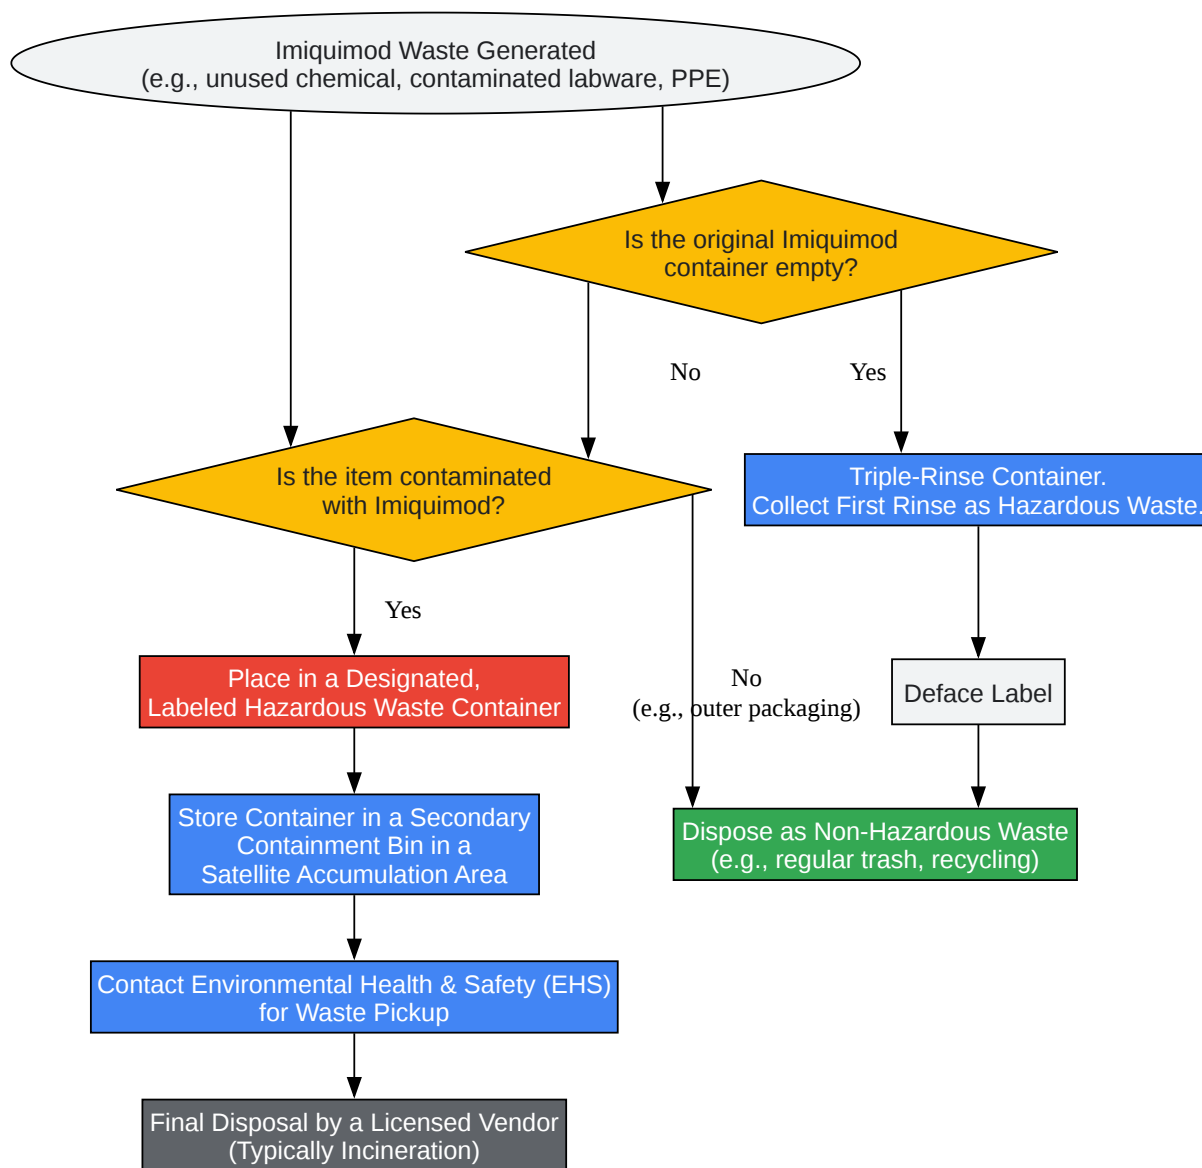 Imiquimod Waste Generated
(e.g., unused chemical, contaminated labware, PPE)
Is the original Imiquimod
container empty?
No
Yes
Is the item contaminated
with Imiquimod?
Triple-Rinse Container.
Collect First Rinse as Hazardous Waste.
Yes
Place in a Designated,
Labeled Hazardous Waste Container
No
(e.g., outer packaging)
Deface Label
Store Container in a Secondary
Containment Bin in a
Satellite Accumulation Area
Dispose as Non-Hazardous Waste
(e.g., regular trash, recycling)
Contact Environmental Health & Safety (EHS)
for Waste Pickup
Final Disposal by a Licensed Vendor
(Typically Incineration)